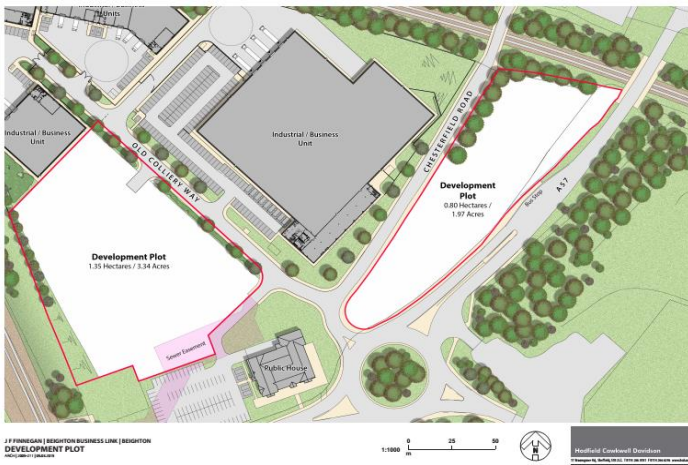 Industrial / Business
Units
Industrial / Business
Unit
OLD COLLIERY WAY
Industrial / Business
Unit
CHESTERFIELD ROAD
Development
Plot
0.80 Hectares /
1.97 Acres
Bus Stop
A57
Development Plot
1.35 Hectares / 3.34 Acres
Sewer Easement
Public House
J F FINNEGAN | BEIGHTON BUSINESS LINK | BEIGHTON
DEVELOPMENT PLOT
1:1000
0 25 50
m
N
Hadfield Cawkwell Davidson